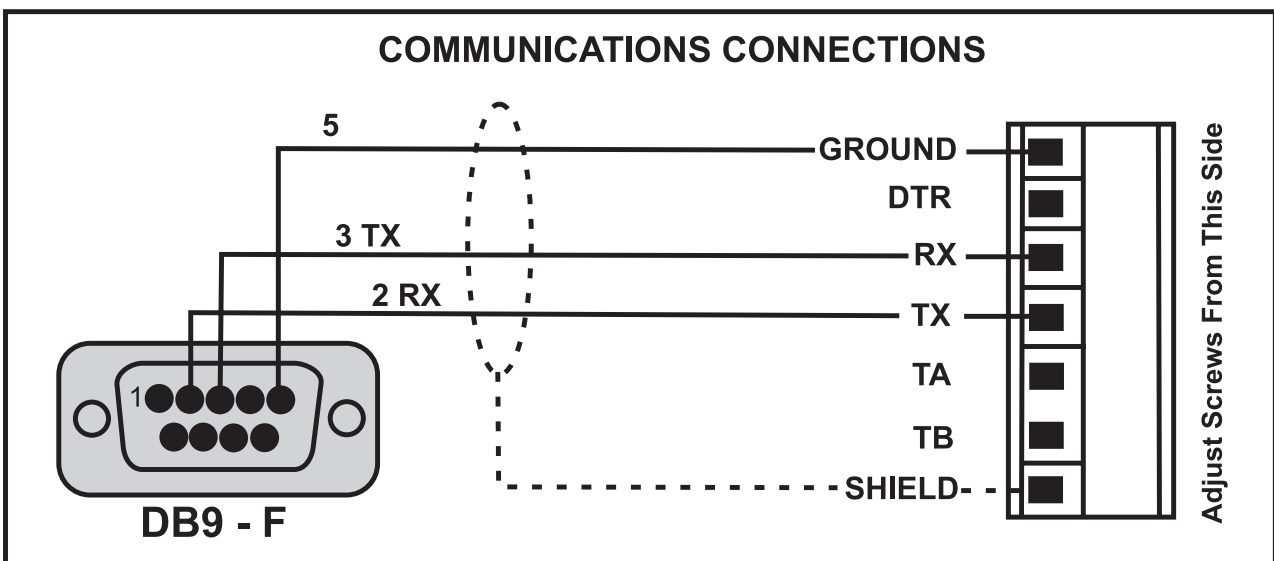 COMMUNICATIONS CONNECTIONS
5
GROUND
DTR
3 TX
RX
2 RX
TX
TA
1
TB
SHIELD
DB9 - F
Adjust Screws From This Side